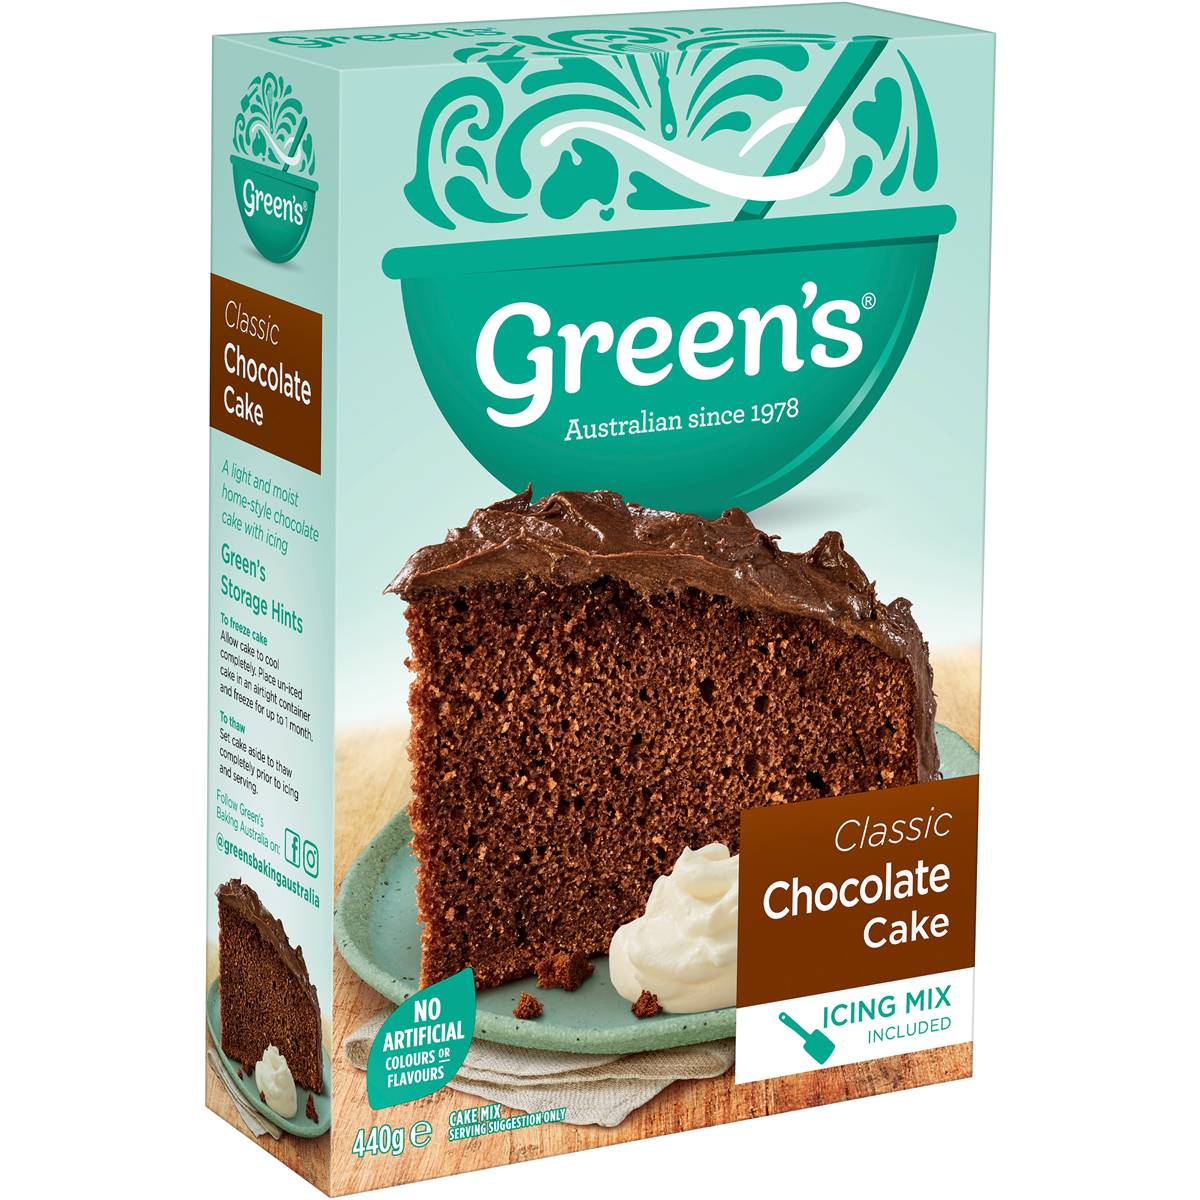 Green's
Green's®
Classic
Chocolate
Cake
A light and moist
home-style chocolate
cake with icing
Green's
Storage Hints
To freeze cake
Allow cake to cool
completely. Place un-iced
cake in an airtight container
and freeze for up to 1 month.
To thaw
Set cake aside to thaw
completely prior to icing
and serving.
Follow Green's
Baking Australia on:
@greensbakingaustralia
Green's®
Australian since 1978
Classic
Chocolate
Cake
ICING MIX
INCLUDED
NO
ARTIFICIAL
COLOURS OR
FLAVOURS
440g e
CAKE MIX
SERVING SUGGESTION ONLY